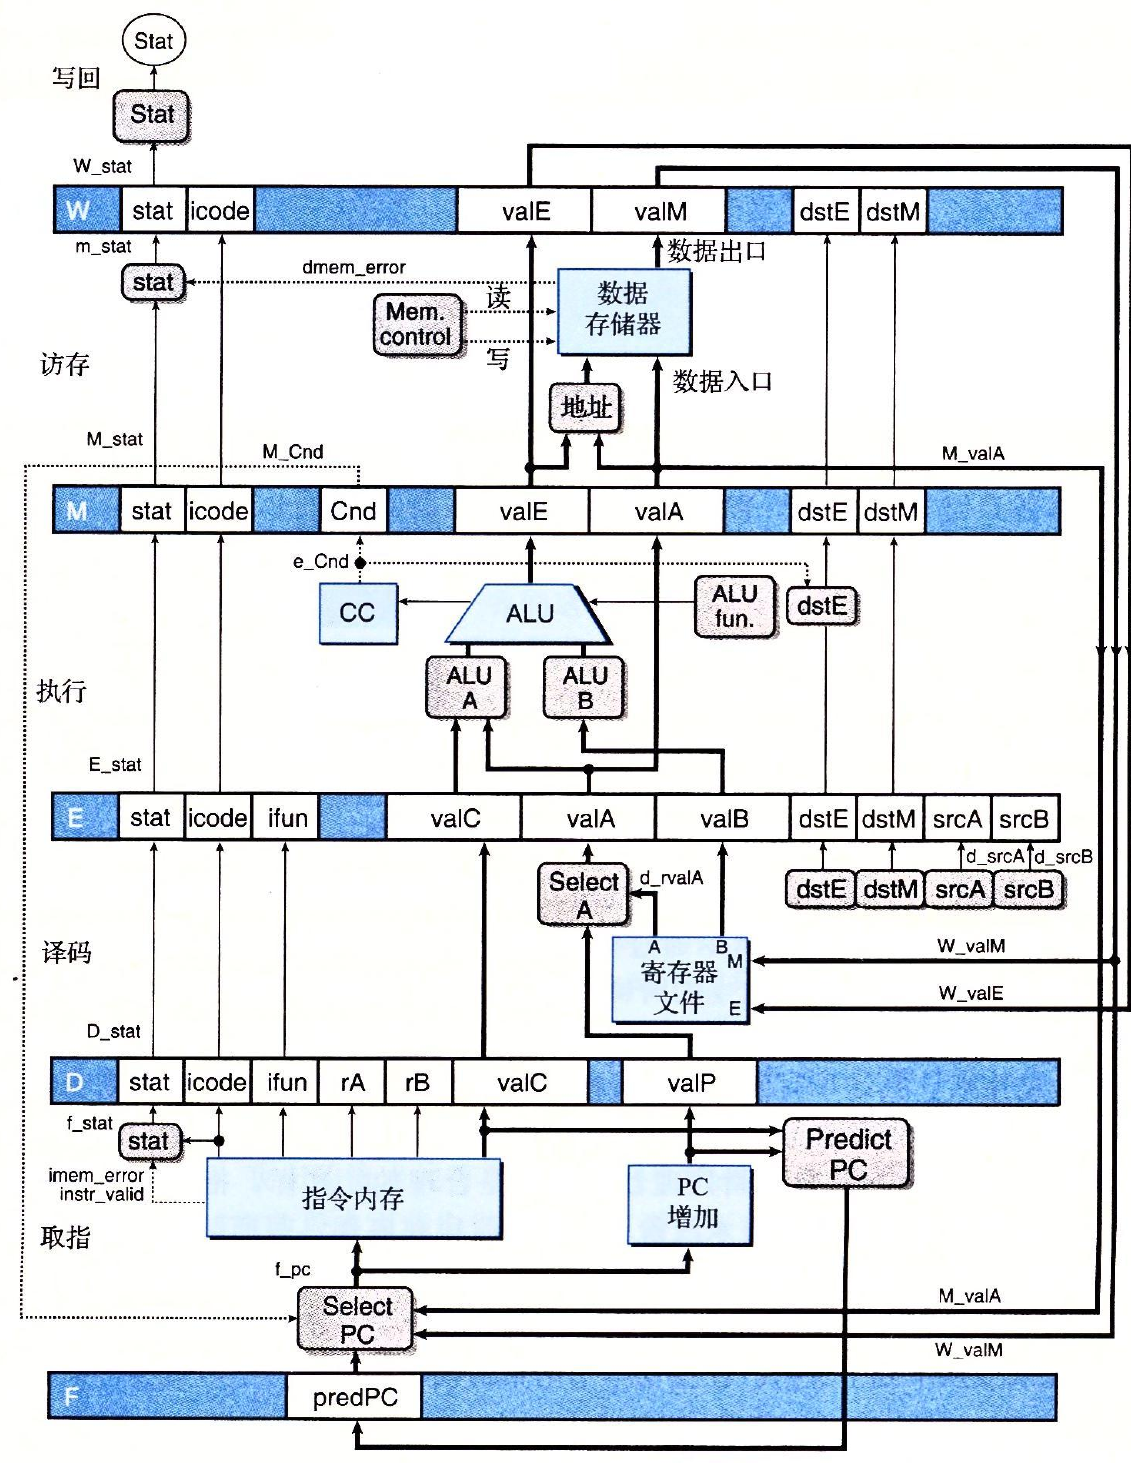 Stat
写回
Stat
W_stat
W stat icode valE valM dstE dstM
m_stat
数据出口
stat
dmem_error
读
数据
存储器
Mem.
control
写
访存
数据入口
地址
M_stat
M_Cnd
M_valA
M stat icode Cnd valE valA dstE dstM
e_Cnd
CC
ALU
ALU
fun.
dstE
执行
ALU
A
ALU
B
E_stat
E stat icode ifun valC valA valB dstE dstM srcA srcB
d_srcA d_srcB
Select
A
d_rvalA
dstE dstM srcA srcB
译码
A B
M
寄存器
文件
E
W_valM
W_valE
D_stat
D stat icode ifun rA rB valC valP
f_stat
stat
Predict
PC
imem_error
instr_valid
指令内存
PC
增加
取指
f_pc
Select
PC
M_valA
W_valM
F predPC